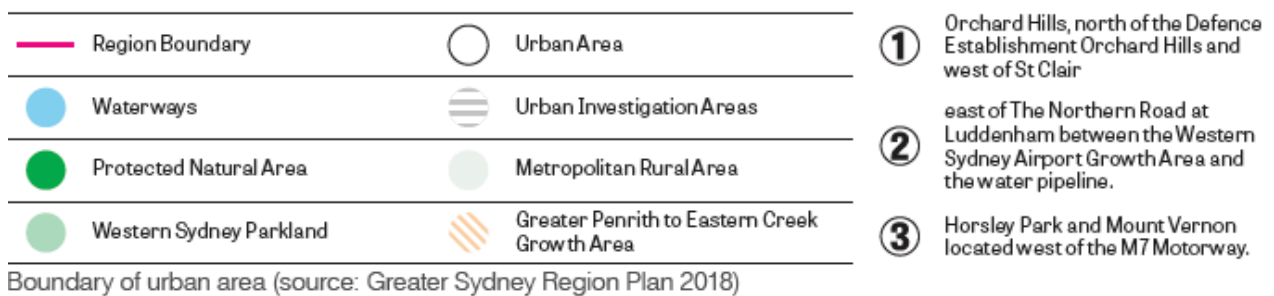 Region Boundary
Urban Area
Waterways
Urban Investigation Areas
Protected Natural Area
Metropolitan Rural Area
Western Sydney Parkland
Greater Penrith to Eastern Creek
Growth Area
1
Orchard Hills, north of the Defence
Establishment Orchard Hills and
west of St Clair
2
east of The Northern Road at
Luddenham between the Western
Sydney Airport Growth Area and
the water pipeline.
3
Horsley Park and Mount Vernon
located west of the M7 Motorway.
Boundary of urban area (source: Greater Sydney Region Plan 2018)